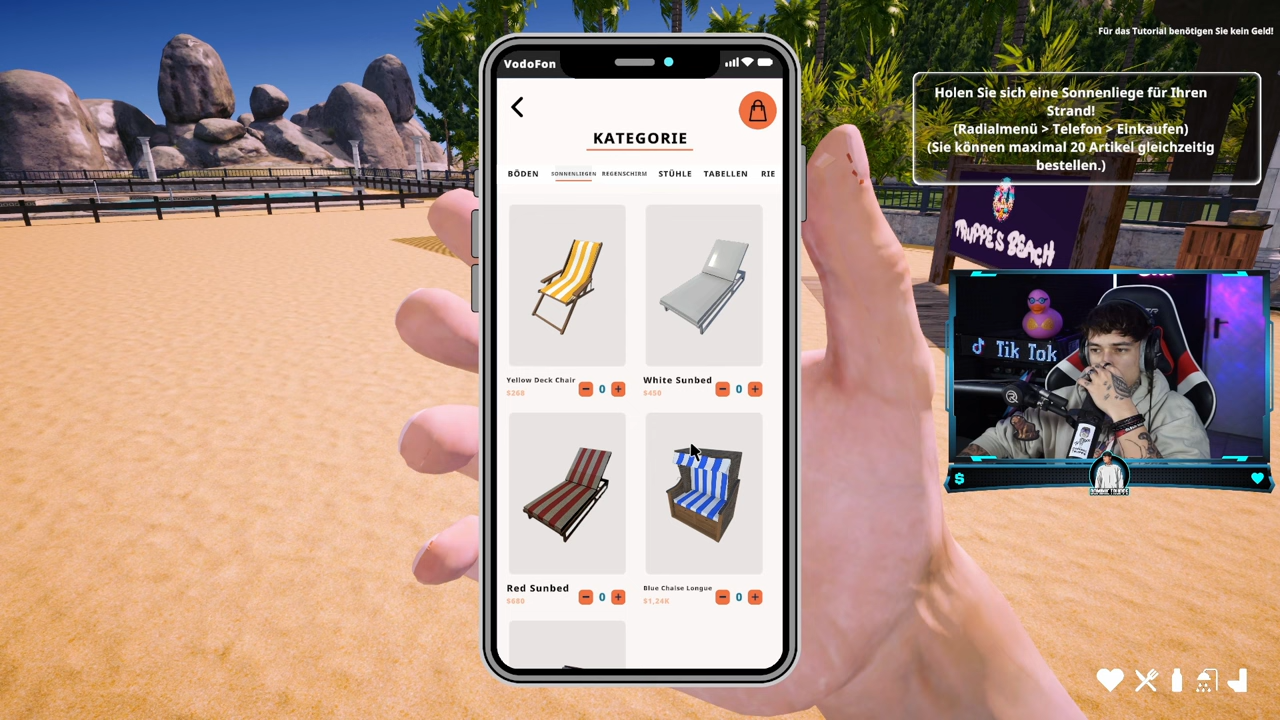 Für das Tutorial benötigen Sie kein Geld!
VodoFon
Holen Sie sich eine Sonnenliege für Ihren
Strand!
(Radialmenü > Telefon > Einkaufen)
(Sie können maximal 20 Artikel gleichzeitig
bestellen.)
KATEGORIE
BÖDEN SONNENLIEGEN REGENSCHIRM STÜHLE TABELLEN RIE
TRUPPE'S BEACH
Tik Tok
Yellow Deck Chair
$268
0
White Sunbed
$450
0
Red Sunbed
$680
0
Blue Chaise Longue
$1,24K
0
$